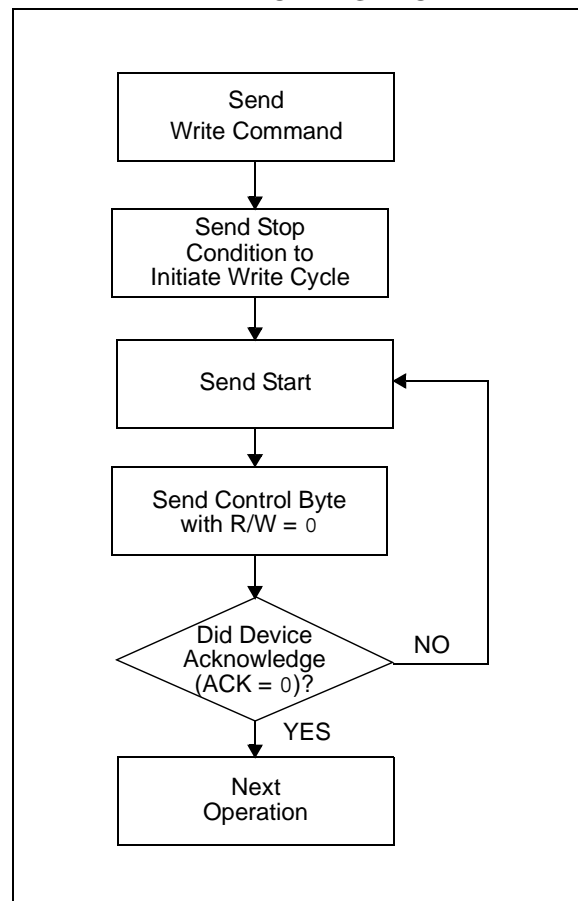 Send
Write Command
Send Stop
Condition to
Initiate Write Cycle
Send Start
Send Control Byte
with R/W = 0
Did Device
Acknowledge
(ACK = 0)?
NO
YES
Next
Operation